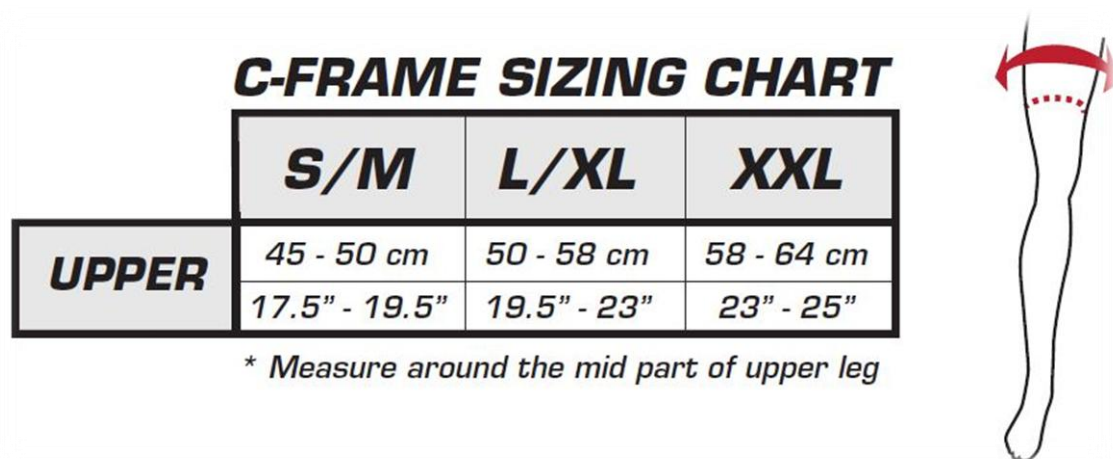 C-FRAME SIZING CHART
S/M L/XL XXL
UPPER
45 - 50 cm 50 - 58 cm 58 - 64 cm
17.5” - 19.5” 19.5” - 23” 23” - 25”
* Measure around the mid part of upper leg